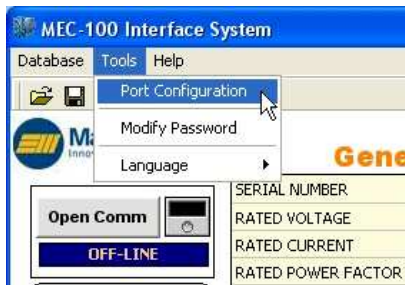 MEC-100 Interface System
Database Tools Help
Port Configuration
Modify Password
Language
SERIAL NUMBER
Open Comm
RATED VOLTAGE
OFF-LINE
RATED CURRENT
RATED POWER FACTOR